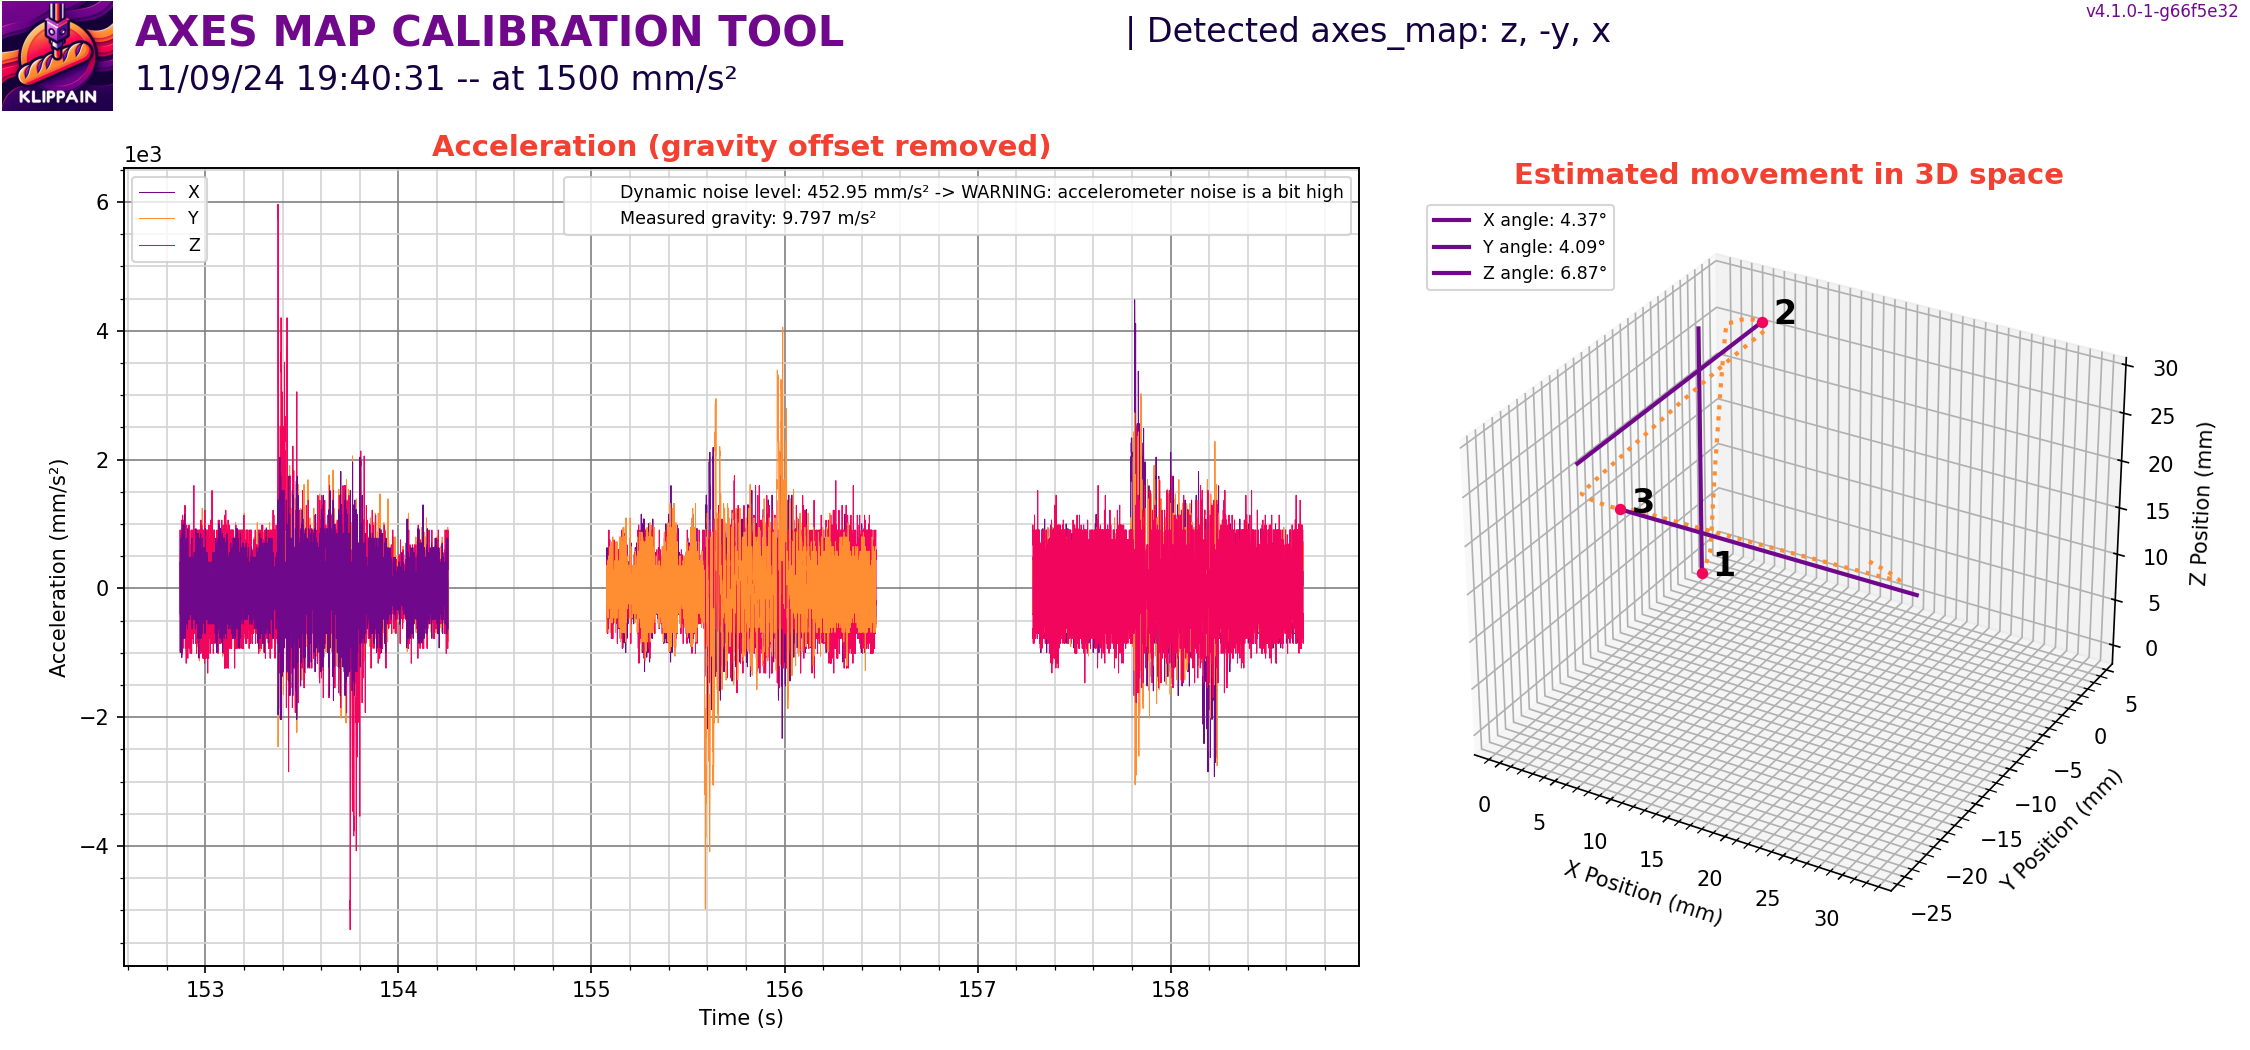 KLIPPAIN
AXES MAP CALIBRATION TOOL
11/09/24 19:40:31 -- at 1500 mm/s²
| Detected axes_map: z, -y, x
v4.1.0-1-g66f5e32
Acceleration (gravity offset removed)
1e3
X
Y
Z
Dynamic noise level: 452.95 mm/s² -> WARNING: accelerometer noise is a bit high
Measured gravity: 9.797 m/s²
6
4
2
0
−2
−4
Acceleration (mm/s²)
153
154
155
156
157
158
Time (s)
Estimated movement in 3D space
X angle: 4.37°
Y angle: 4.09°
Z angle: 6.87°
2
3
1
30
25
20
15
10
5
0
Z Position (mm)
5
0
−5
−10
−15
−20
−25
Y Position (mm)
0
5
10
15
20
25
30
X Position (mm)